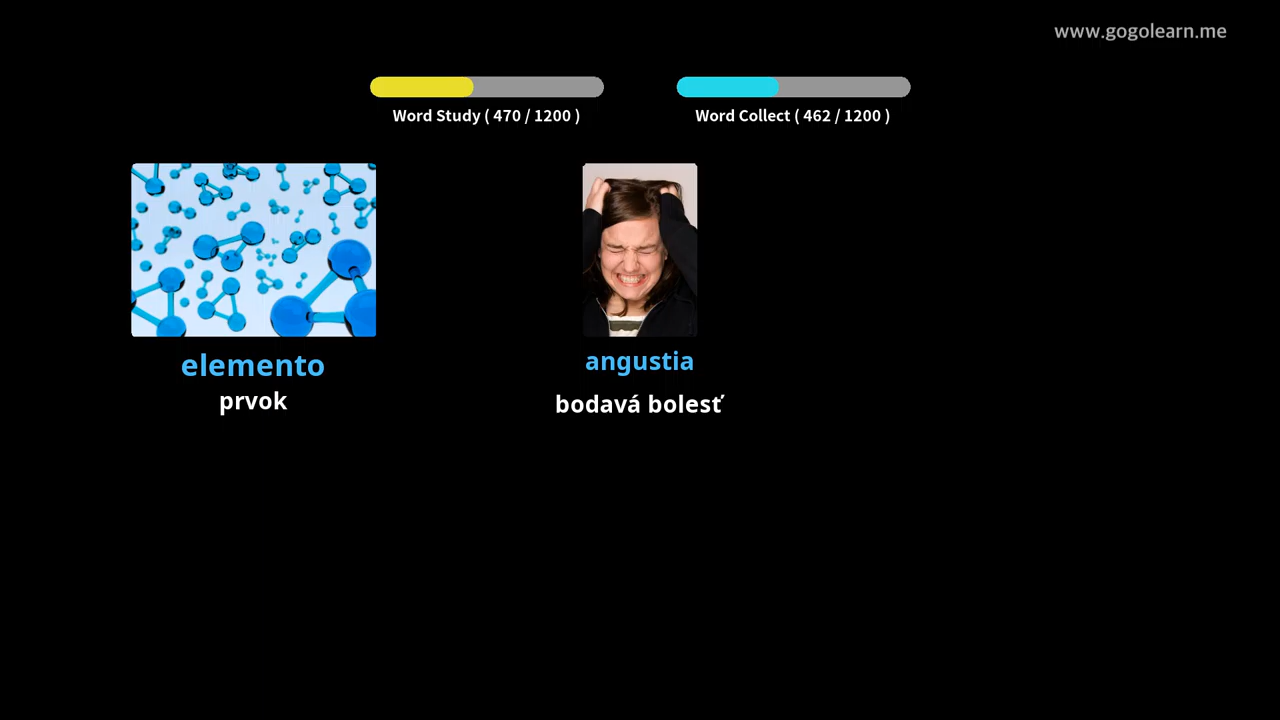 www.gogolearn.me
Word Study ( 470 / 1200 )
Word Collect ( 462 / 1200 )
elemento
prvok
angustia
bodavá bolesť